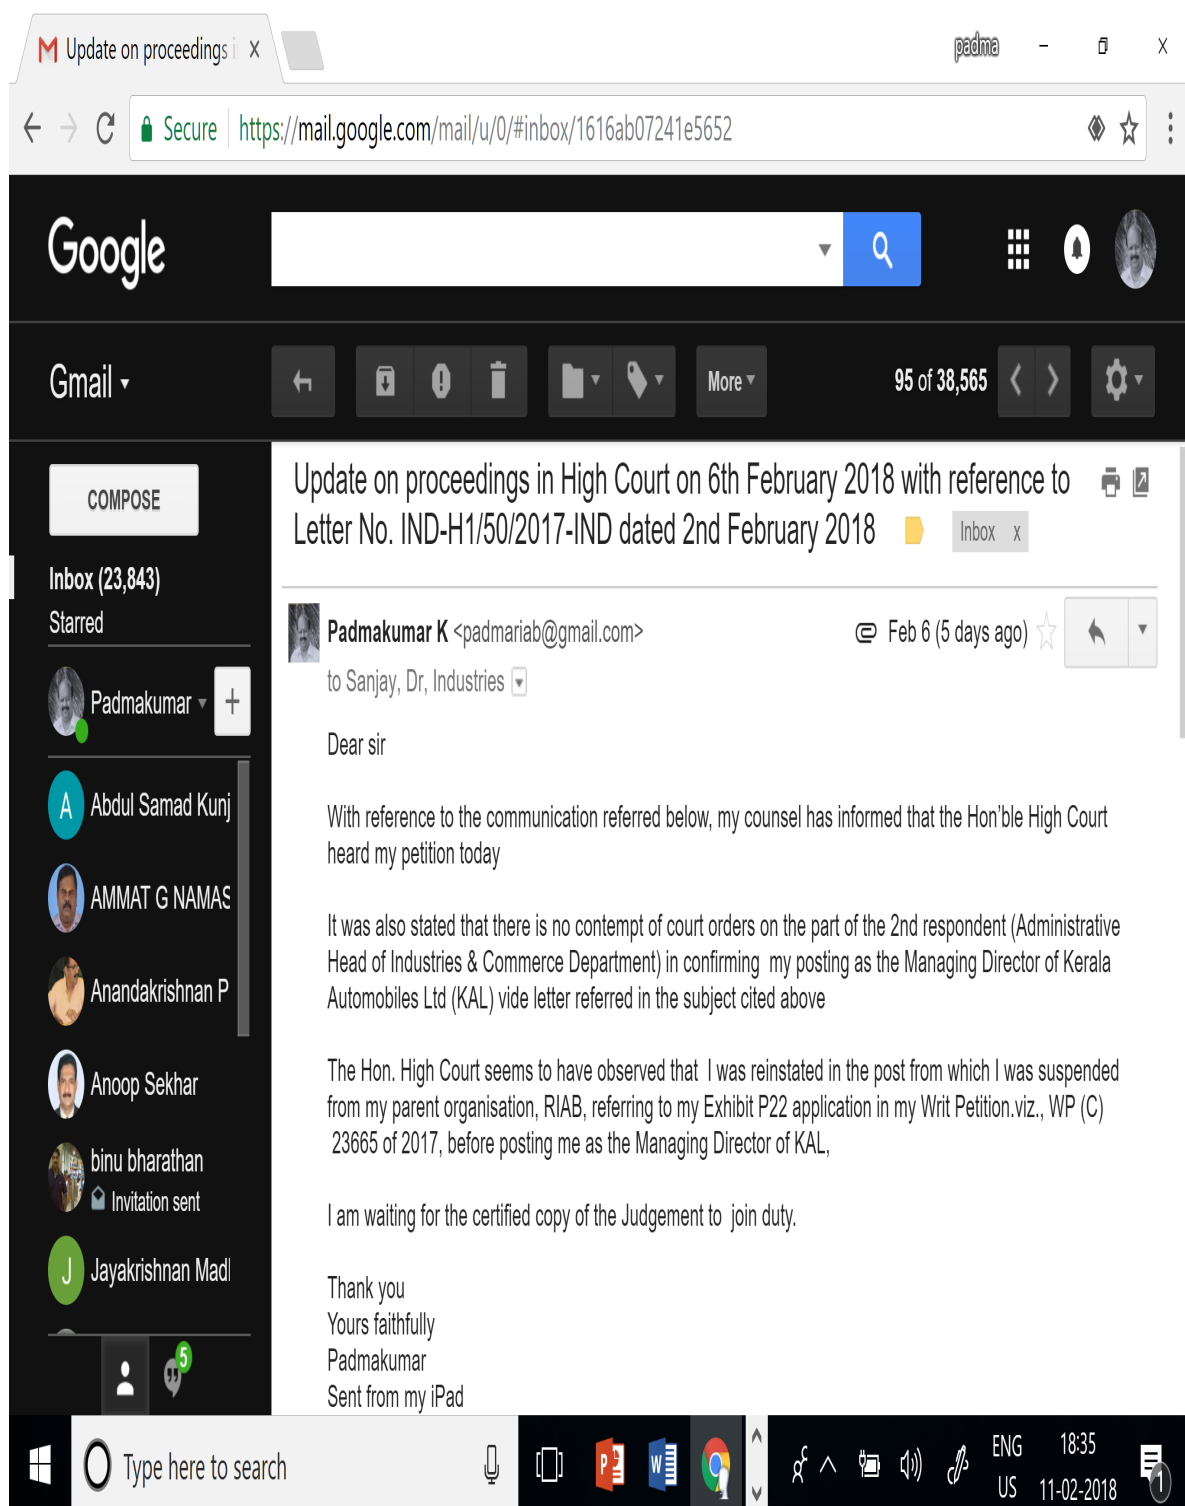 Update on proceedings i
padma
Secure https://mail.google.com/mail/u/0/#inbox/1616ab07241e5652
Google
Gmail
More
95 of 38,565
COMPOSE
Inbox (23,843)
Starred
Padmakumar
A Abdul Samad Kunj
AMMAT G NAMAS
Anandakrishnan P
Anoop Sekhar
binu bharathan
Invitation sent
J Jayakrishnan Madl
5
Update on proceedings in High Court on 6th February 2018 with reference to
Letter No. IND-H1/50/2017-IND dated 2nd February 2018 Inbox x
Padmakumar K <padmariab@gmail.com> Feb 6 (5 days ago)
to Sanjay, Dr, Industries
Dear sir
With reference to the communication referred below, my counsel has informed that the Hon'ble High Court
heard my petition today
It was also stated that there is no contempt of court orders on the part of the 2nd respondent (Administrative
Head of Industries & Commerce Department) in confirming my posting as the Managing Director of Kerala
Automobiles Ltd (KAL) vide letter referred in the subject cited above
The Hon. High Court seems to have observed that I was reinstated in the post from which I was suspended
from my parent organisation, RIAB, referring to my Exhibit P22 application in my Writ Petition.viz., WP (C)
23665 of 2017, before posting me as the Managing Director of KAL,
I am waiting for the certified copy of the Judgement to join duty.
Thank you
Yours faithfully
Padmakumar
Sent from my iPad
Type here to search
ENG
US
18:35
11-02-2018
1